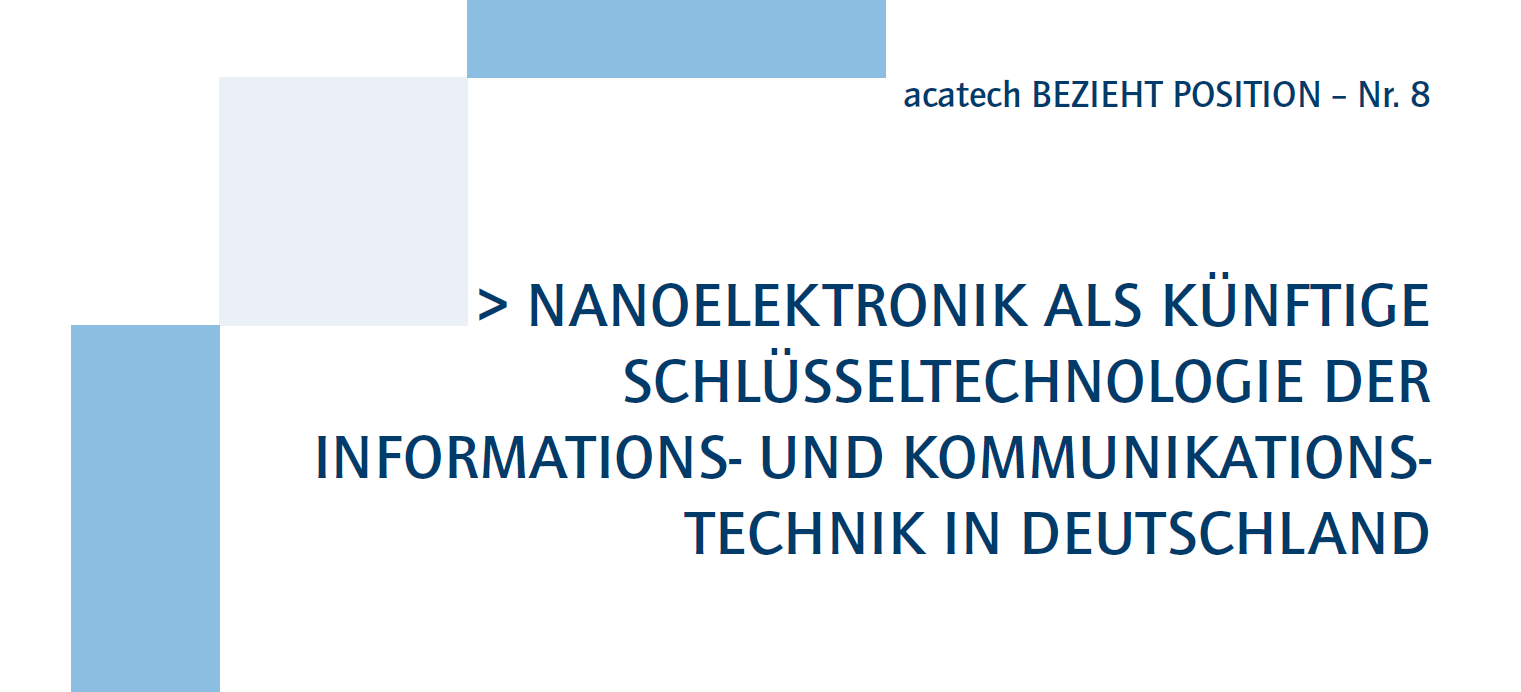 acatech BEZIEHT POSITION – Nr. 8
> NANOELEKTRONIK ALS KÜNFTIGE
SCHLÜSSELTECHNOLOGIE DER
INFORMATIONS- UND KOMMUNIKATIONS-
TECHNIK IN DEUTSCHLAND